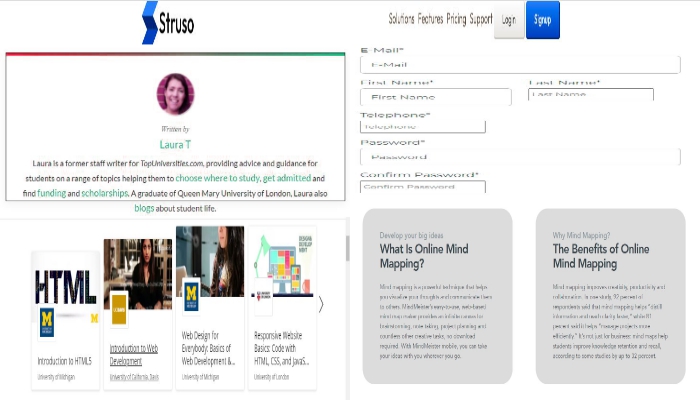 Struso
Solutions Features Pricing Support
Login
Signup
Written by
Laura T
Laura is a former staff writer for TopUniversities.com, providing advice and guidance for
students on a range of topics helping them to choose where to study, get admitted and
find funding and scholarships. A graduate of Queen Mary University of London, Laura also
blogs about student life.
E-Mail*
E-Mail
First Name*
Last Name*
First Name
Last Name
Telephone*
Telephone
Password*
Password
Confirm Password*
Confirm Password
HTML
Introduction to HTML5
University of Michigan
Introduction to Web
Development
University of California, Davis
Web Design for
Everybody: Basics of
Web Development &...
University of Michigan
Responsive Website
Basics: Code with
HTML, CSS, and JavaS...
University of London
Develop your big ideas
What Is Online Mind
Mapping?
Mind mapping is a powerful technique that helps
you visualize your thoughts and communicate them
to others. MindMeister's easy-to-use, web-based
mind map maker provides an infinite canvas for
brainstorming, note taking, project planning and
countless other creative tasks, no download
required. With MindMeister mobile, you can take
your ideas with you wherever you go.
Why Mind Mapping?
The Benefits of Online
Mind Mapping
Mind mapping improves creativity, productivity and
collaboration. In one study, 92 percent of
respondents said that mind mapping made
information and reach clarity faster," while 81
percent said it helps "manage projects more
efficiently." It's not just for business: mind maps help
students improve knowledge retention and recall,
according to some studies by up to 32 percent.